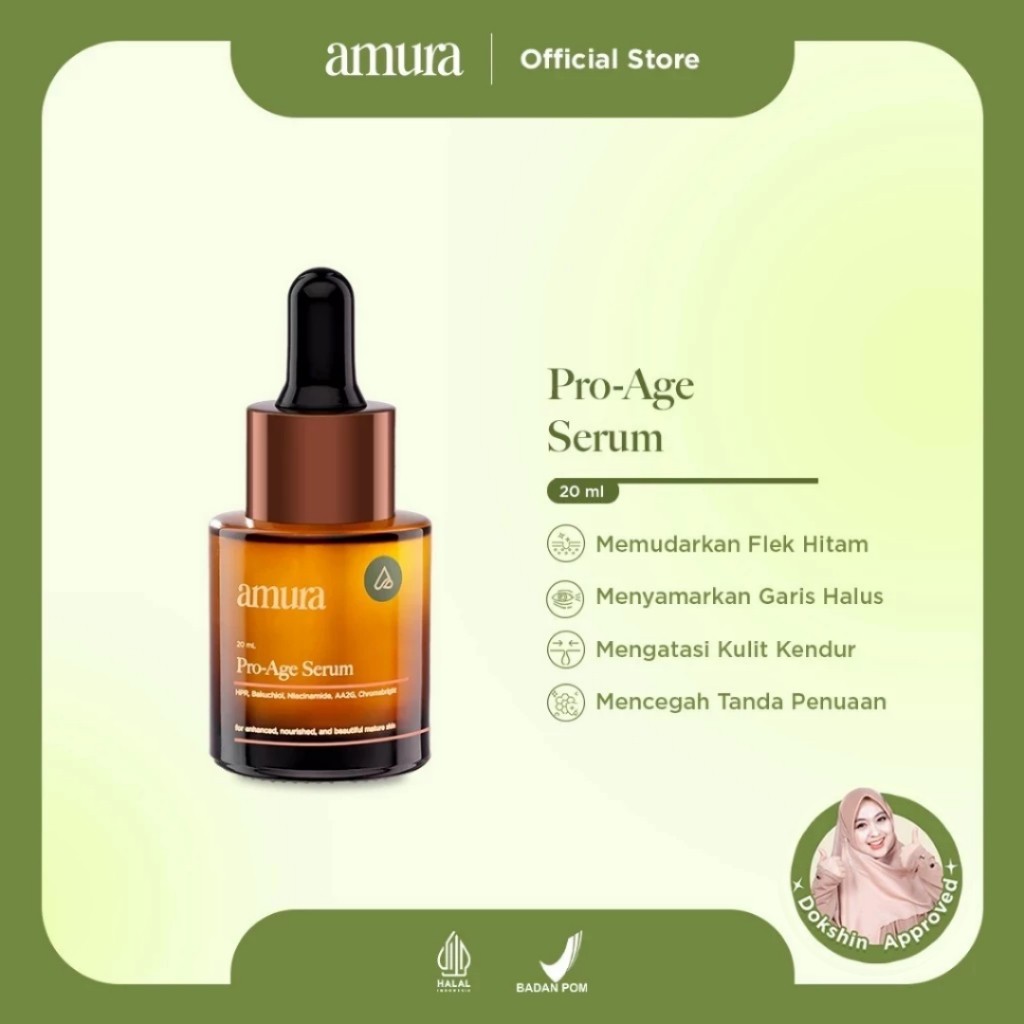 amura
Official Store
Pro-Age
Serum
20 ml
Memudarkan Flek Hitam
Menyamarkan Garis Halus
Mengatasi Kulit Kendur
Mencegah Tanda Penuaan
amura
20 mL
Pro-Age Serum
HPR, Bakuchiol, Niacinamide, AA2G, Chromabright
for enhanced, nourished, and beautiful mature skin
Dokshin Approved
HALAL
INDONESIA
BADAN POM